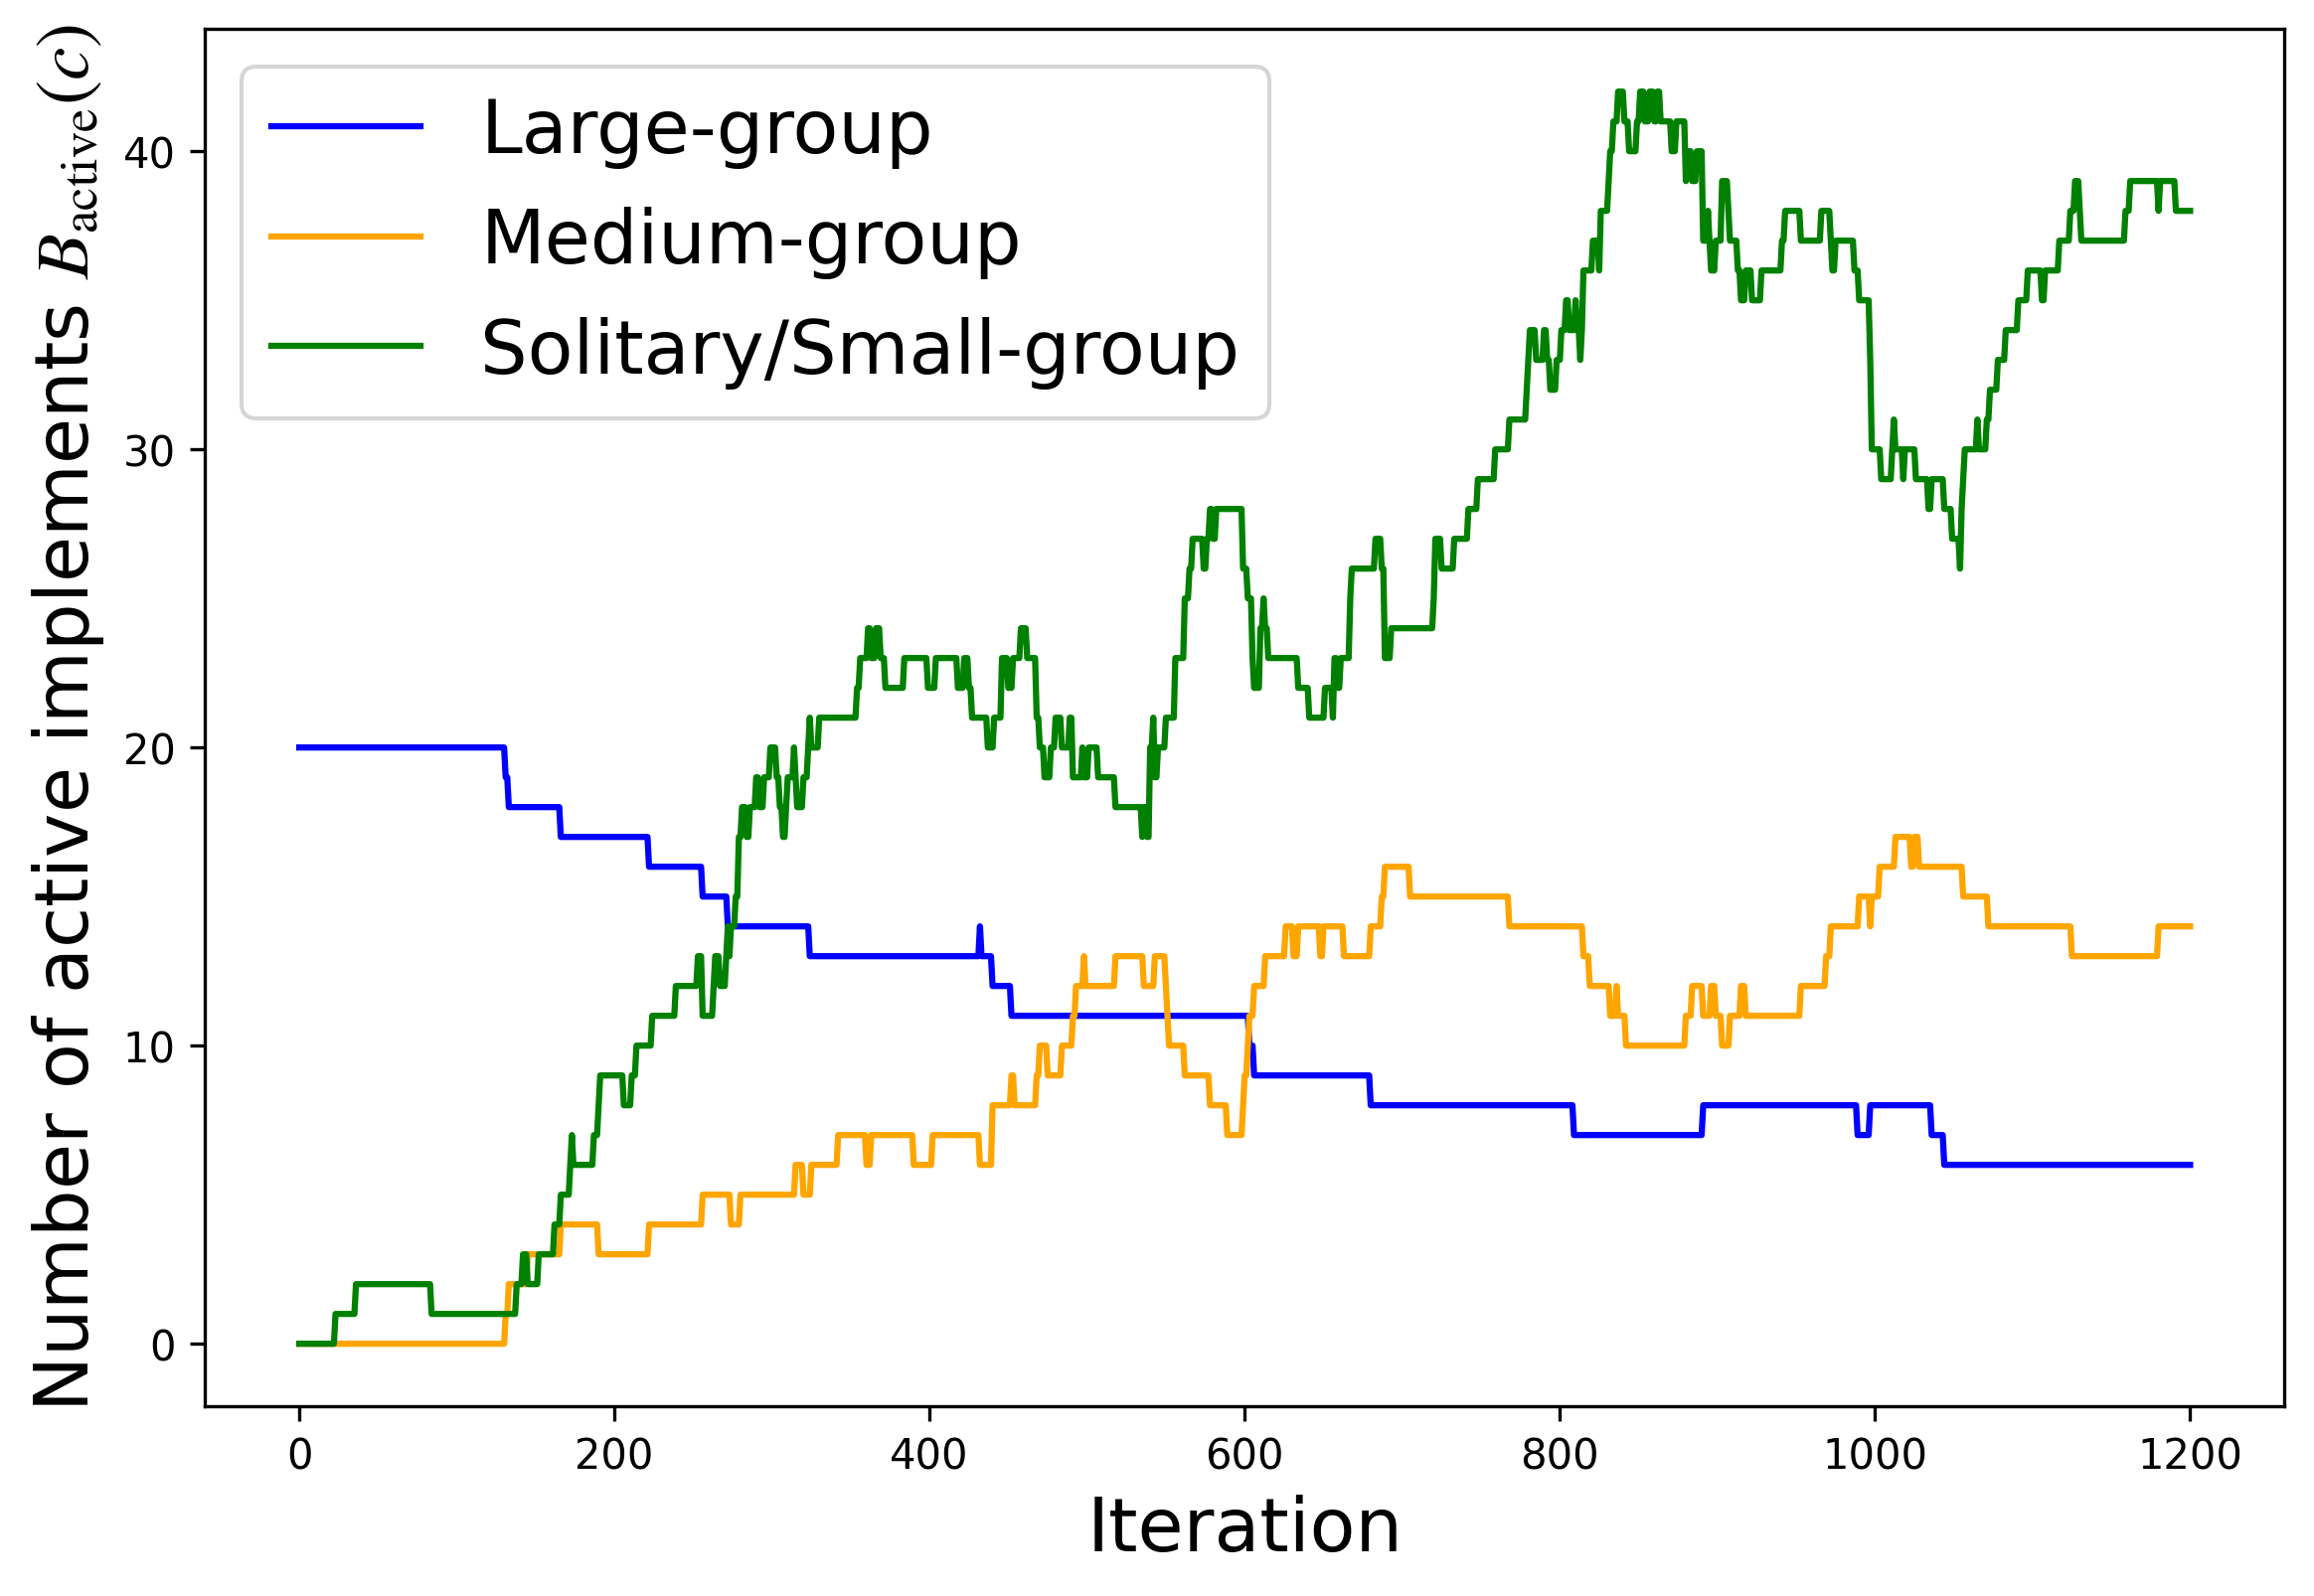 Number of active implements B_active(c)
Large-group
Medium-group
Solitary/Small-group
40
30
20
10
0
0 200 400 600 800 1000 1200
Iteration